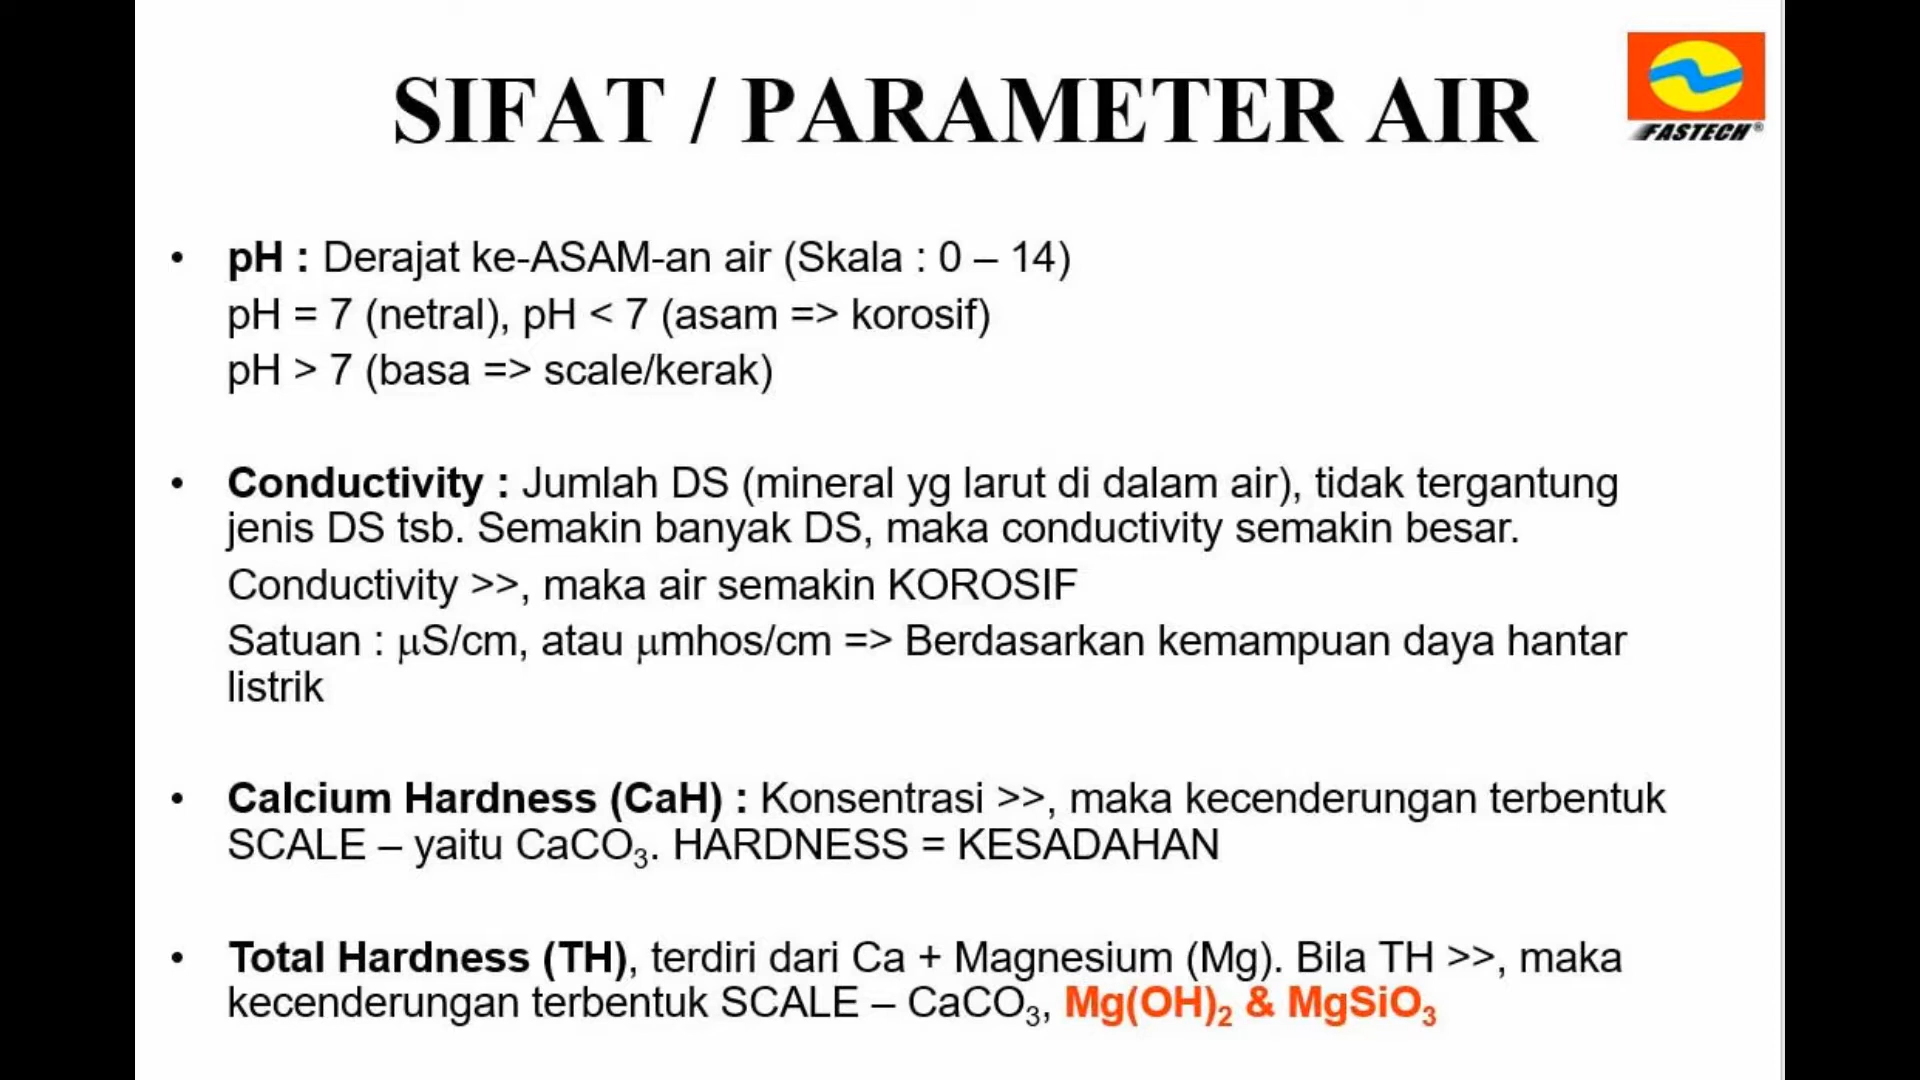 SIFAT / PARAMETER AIR
FASTECH®
• pH : Derajat ke-ASAM-an air (Skala : 0 – 14)
pH = 7 (netral), pH < 7 (asam => korosif)
pH > 7 (basa => scale/kerak)
• Conductivity : Jumlah DS (mineral yg larut di dalam air), tidak tergantung
jenis DS tsb. Semakin banyak DS, maka conductivity semakin besar.
Conductivity >>, maka air semakin KOROSIF
Satuan : µS/cm, atau µmhos/cm => Berdasarkan kemampuan daya hantar
listrik
• Calcium Hardness (CaH) : Konsentrasi >>, maka kecenderungan terbentuk
SCALE – yaitu CaCO₃. HARDNESS = KESADAHAN
• Total Hardness (TH), terdiri dari Ca + Magnesium (Mg). Bila TH >>, maka
kecenderungan terbentuk SCALE – CaCO₃, Mg(OH)₂ & MgSiO₃